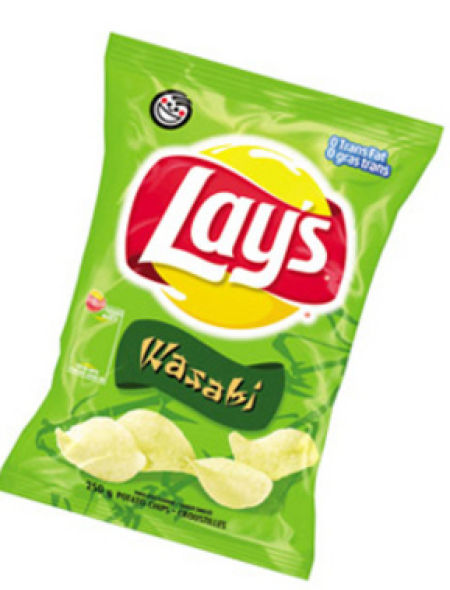 0 Trans Fat
0 gras trans
Lay's
Wasabi
250 g POTATO CHIPS - CROUSTILLES